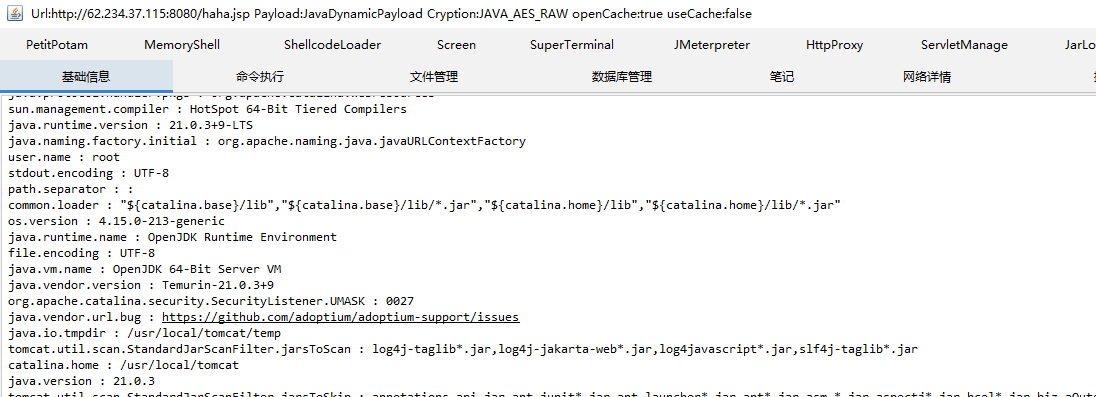 Url:http://62.234.37.115:8080/haha.jsp Payload:JavaDynamicPayload Cryption:JAVA_AES_RAW openCache:true useCache:false
PetitPotam MemoryShell ShellcodeLoader Screen SuperTerminal JMeterpreter HttpProxy ServletManage JarLo
基础信息 命令执行 文件管理 数据库管理 笔记 网络详情
sun.management.compiler : HotSpot 64-Bit Tiered Compilers
java.runtime.version : 21.0.3+9-LTS
java.naming.factory.initial : org.apache.naming.java.javaURLContextFactory
user.name : root
stdout.encoding : UTF-8
path.separator : :
common.loader : "${catalina.base}/lib","${catalina.base}/lib/*.jar","${catalina.home}/lib","${catalina.home}/lib/*.jar"
os.version : 4.15.0-213-generic
java.runtime.name : OpenJDK Runtime Environment
file.encoding : UTF-8
java.vm.name : OpenJDK 64-Bit Server VM
java.vendor.version : Temurin-21.0.3+9
org.apache.catalina.security.SecurityListener.UMASK : 0027
java.vendor.url.bug : https://github.com/adoptium/adoptium-support/issues
java.io.tmpdir : /usr/local/tomcat/temp
tomcat.util.scan.StandardJarScanFilter.jarsToScan : log4j-taglib*.jar,log4j-jakarta-web*.jar,log4javascript*.jar,slf4j-taglib*.jar
catalina.home : /usr/local/tomcat
java.version : 21.0.3